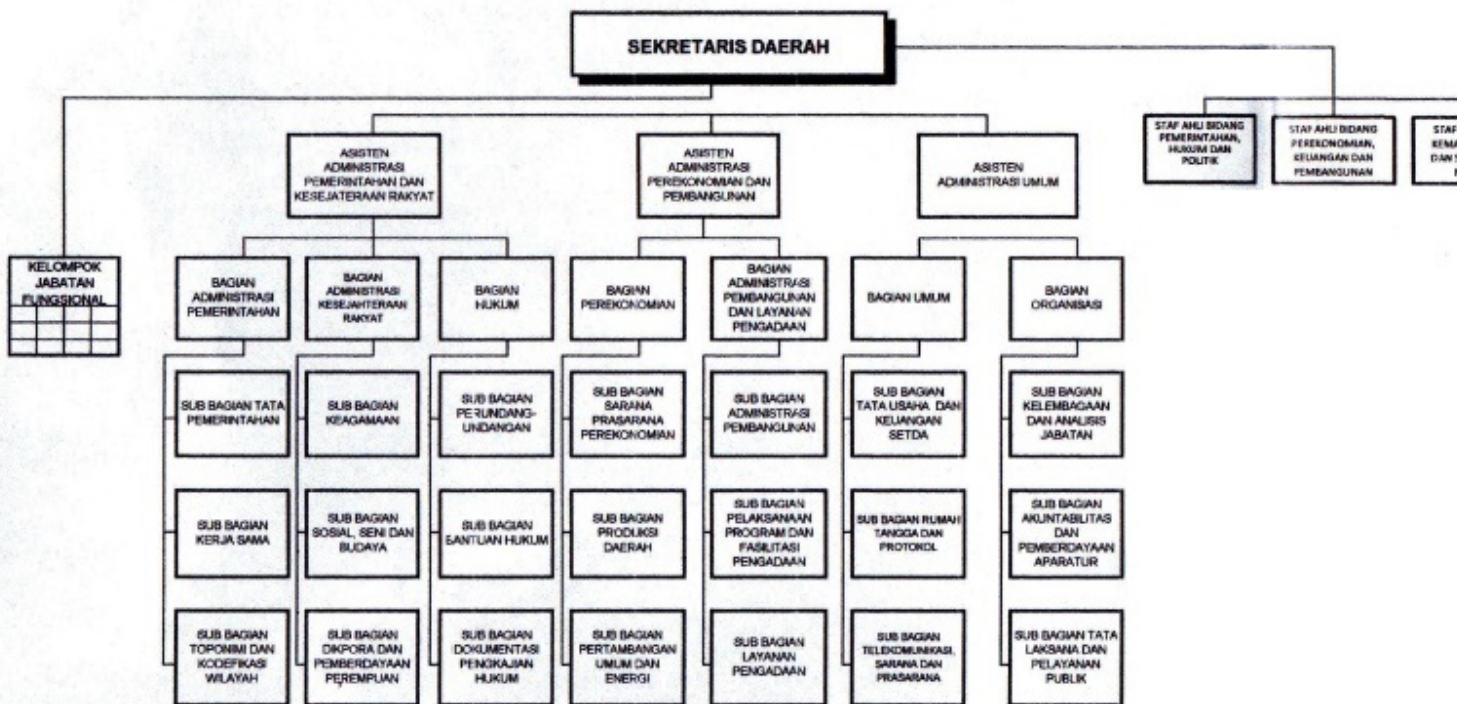 SEKRETARIS DAERAH
STAF AHLI BIDANG
PEMERINTAHAN,
HUKUM DAN
POLITIK
STAF AHLI BIDANG
PEREKONOMIAN,
KEUANGAN DAN
PEMBANGUNAN
STAF
KEMA
DAN S
ASISTEN
ADMINISTRASI
PEMERINTAHAN DAN
KESEJATERAAN RAKYAT
ASISTEN
ADMINISTRASI
PEREKONOMIAN DAN
PEMBANGUNAN
ASISTEN
ADMINISTRASI UMUM
KELOMPOK
JABATAN
FUNGSIONAL
BAGIAN
ADMINISTRASI
PEMERINTAHAN
BAGIAN
ADMINISTRASI
KESEJAHTERAAN
RAKYAT
BAGIAN
HUKUM
BAGIAN
PEREKONOMIAN
BAGIAN
ADMINISTRASI
PEMBANGUNAN
DAN LAYANAN
PENGADAAN
BAGIAN UMUM
BAGIAN
ORGANISASI
SUB BAGIAN TATA
PEMERINTAHAN
SUB BAGIAN
KEAGAMAAN
SUB BAGIAN
PERUNDANG-
UNDANGAN
SUB BAGIAN
SARANA
PRASARANA
PEREKONOMIAN
SUB BAGIAN
ADMINISTRASI
PEMBANGUNAN
SUB BAGIAN
TATA USAHA DAN
KEUANGAN
SETDA
SUB BAGIAN
KELEMBAGAAN
DAN ANALISIS
JABATAN
SUB BAGIAN
KERJA SAMA
SUB BAGIAN
SOSIAL, SENI DAN
BUDAYA
SUB BAGIAN
BANTUAN HUKUM
SUB BAGIAN
PRODUKSI
DAERAH
SUB BAGIAN
PELAKSANAAN
PROGRAM DAN
FASILITASI
PENGADAAN
SUB BAGIAN RUMAH
TANGGA DAN
PROTOKOL
SUB BAGIAN
AKUNTABILITAS
DAN
PEMBERDAYAAN
APARATUR
SUB BAGIAN
TOPONIMI DAN
KODEFIKASI
WILAYAH
SUB BAGIAN
DIKPORA DAN
PEMBERDAYAAN
PEREMPUAN
SUB BAGIAN
DOKUMENTASI
PENGKAJIAN
HUKUM
SUB BAGIAN
PERTAMBANGAN
UMUM DAN
ENERGI
SUB BAGIAN
LAYANAN
PENGADAAN
SUB BAGIAN
TELEKOMUNIKASI,
SARANA DAN
PRASARANA
SUB BAGIAN TATA
LAKSANA DAN
PELAYANAN
PUBLIK